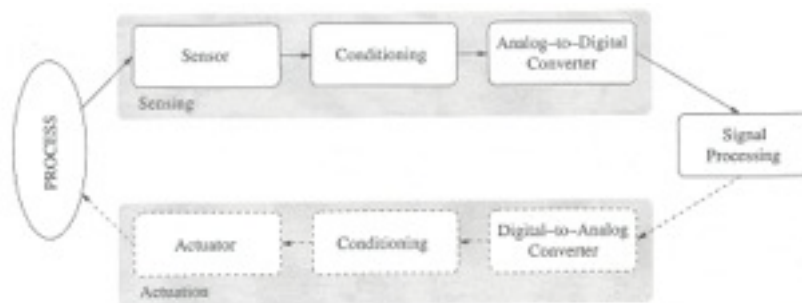 Sensor
Conditioning
Analog-to-Digital
Converter
Sensing
PROCESS
Signal
Processing
Actuator
Conditioning
Digital-to-Analog
Converter
Actuation